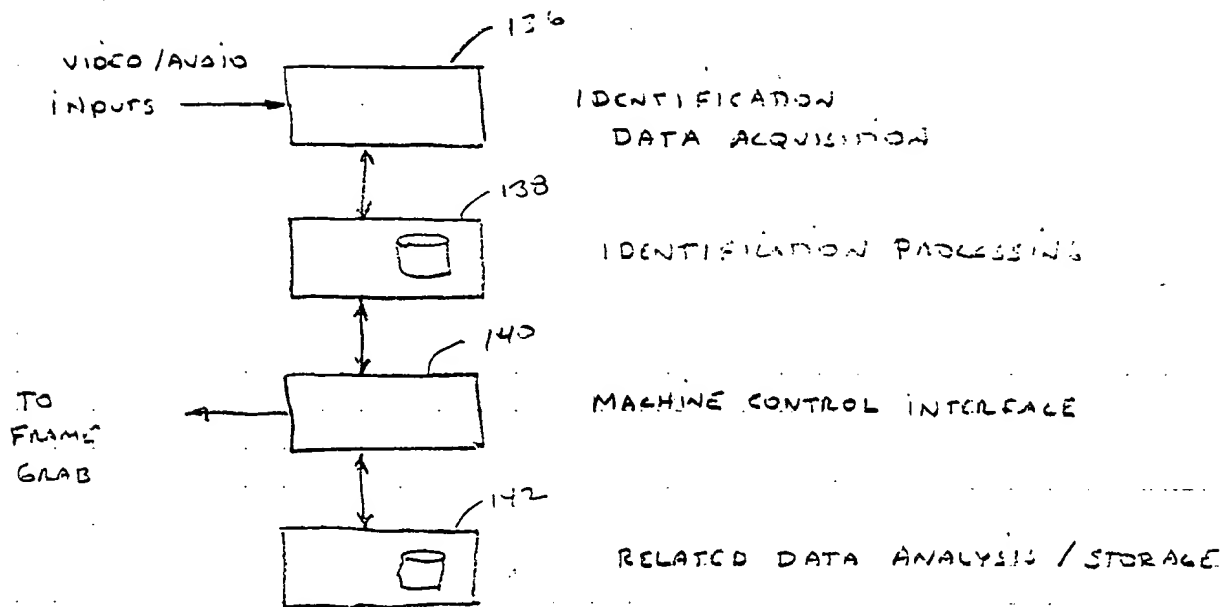 136
VIDEO/AUDIO
INPUTS
IDENTIFICATION
DATA ACQUISITION
138
IDENTIFICATION PROCESSING
140
TO
FRAME
GRAB
MACHINE CONTROL INTERFACE
142
RELATED DATA ANALYSIS / STORAGE